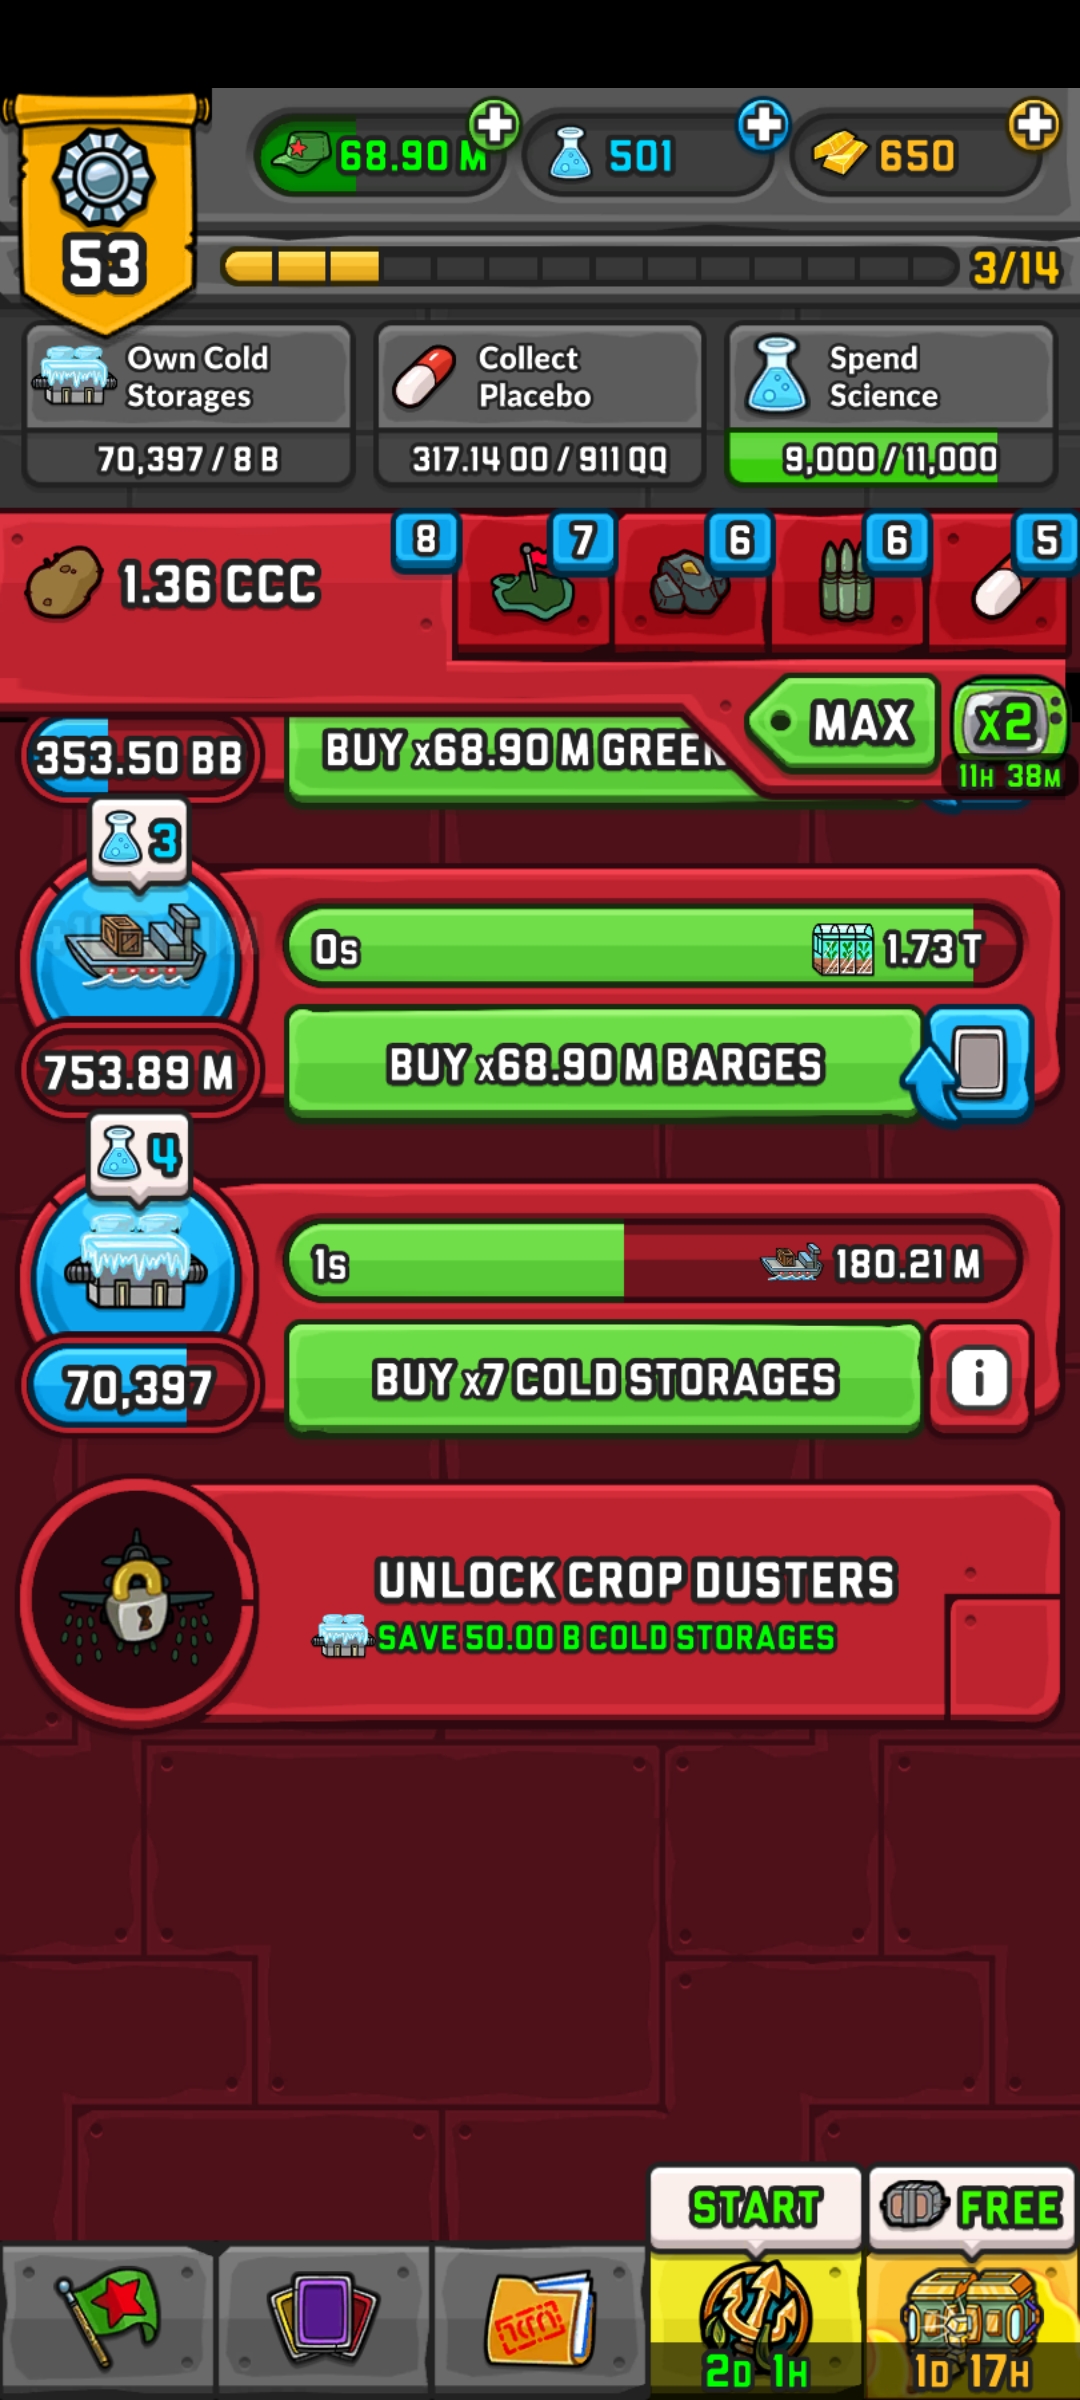 68.90 M
501
650
53
3/14
Own Cold
Storages
70,397 / 8 B
Collect
Placebo
317.14 OO / 911 QQ
Spend
Science
9,000 / 11,000
1.36 CCC
8
7
6
6
5
MAX
x2
11H 38M
353.50 BB
BUY x68.90 M GREEN
3
0s
1.73 T
753.89 M
BUY x68.90 M BARGES
4
1s
180.21 M
70,397
BUY x7 COLD STORAGES
i
UNLOCK CROP DUSTERS
SAVE 50.00 B COLD STORAGES
START
FREE
2D 1H
1D 17H